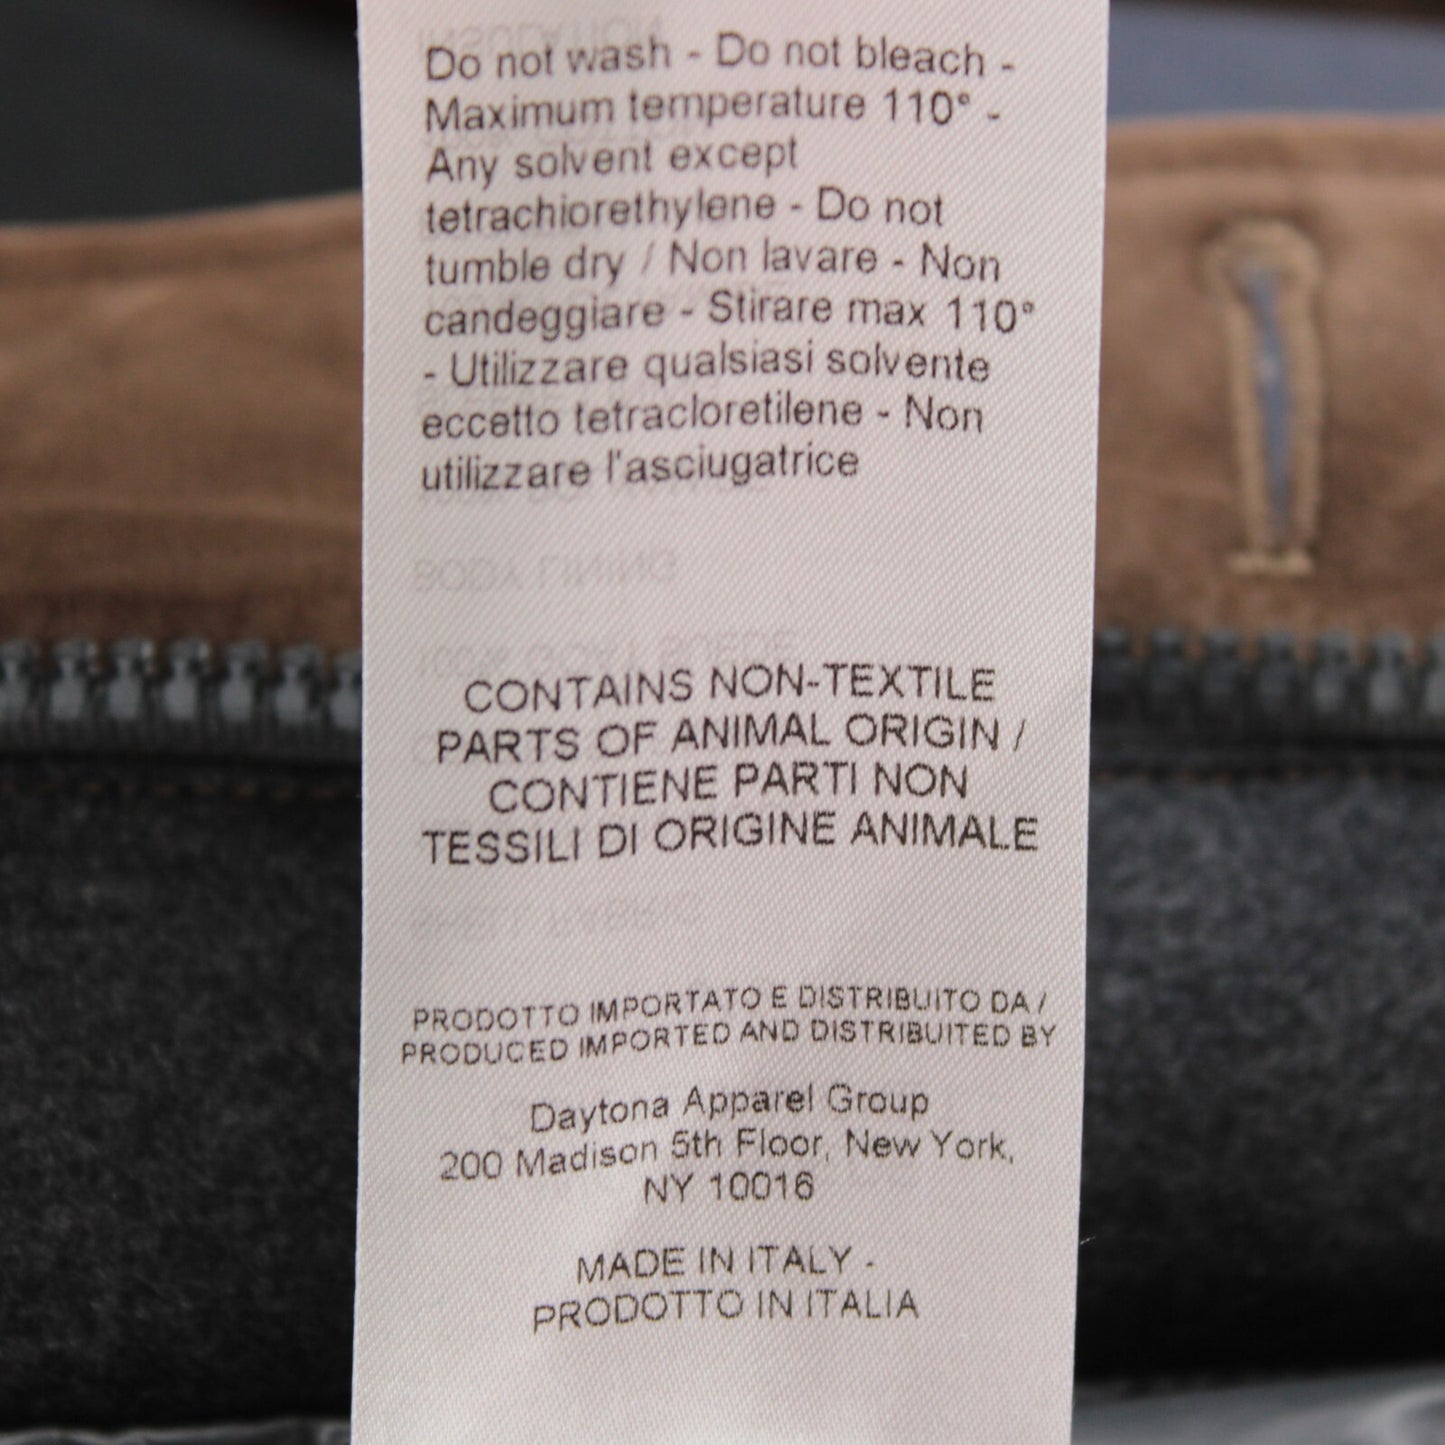 Do not wash - Do not bleach -
Maximum temperature 110° -
Any solvent except
tetrachiorethylene - Do not
tumble dry / Non lavare - Non
candeggiare - Stirare max 110°
- Utilizzare qualsiasi solvente
eccetto tetracloretilene - Non
utilizzare l'asciugatrice
BODY LINING
CONTAINS NON-TEXTILE
PARTS OF ANIMAL ORIGIN /
CONTIENE PARTI NON
TESSILI DI ORIGINE ANIMALE
PRODOTTO IMPORTATO E DISTRIBUITO DA /
PRODUCED IMPORTED AND DISTRIBUITED BY
Daytona Apparel Group
200 Madison 5th Floor, New York,
NY 10016
MADE IN ITALY -
PRODOTTO IN ITALIA